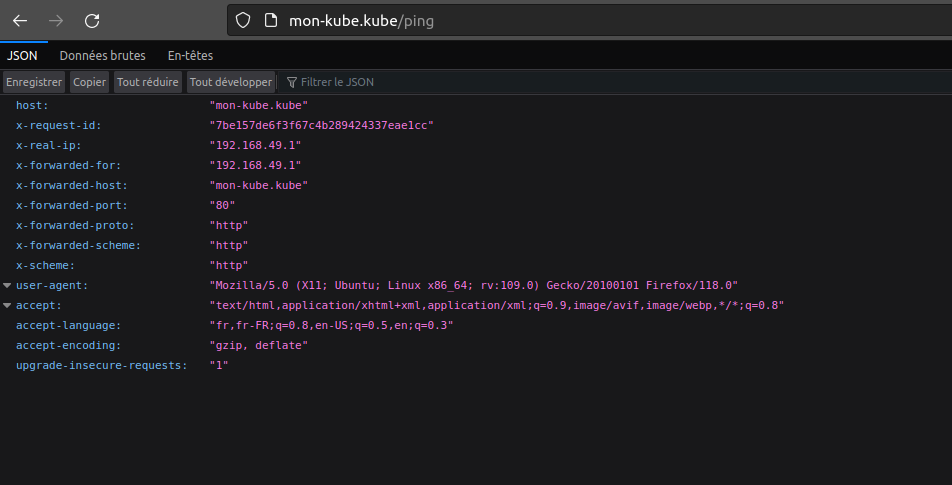 mon-kube.kube/ping
JSON Données brutes En-têtes
Enregistrer Copier Tout réduire Tout développer Filtrer le JSON
host: "mon-kube.kube"
x-request-id: "7be157de6f3f67c4b289424337eae1cc"
x-real-ip: "192.168.49.1"
x-forwarded-for: "192.168.49.1"
x-forwarded-host: "mon-kube.kube"
x-forwarded-port: "80"
x-forwarded-proto: "http"
x-forwarded-scheme: "http"
x-scheme: "http"
user-agent: "Mozilla/5.0 (X11; Ubuntu; Linux x86_64; rv:109.0) Gecko/20100101 Firefox/118.0"
accept: "text/html,application/xhtml+xml,application/xml;q=0.9,image/avif,image/webp,*/*;q=0.8"
accept-language: "fr,fr-FR;q=0.8,en-US;q=0.5,en;q=0.3"
accept-encoding: "gzip, deflate"
upgrade-insecure-requests: "1"